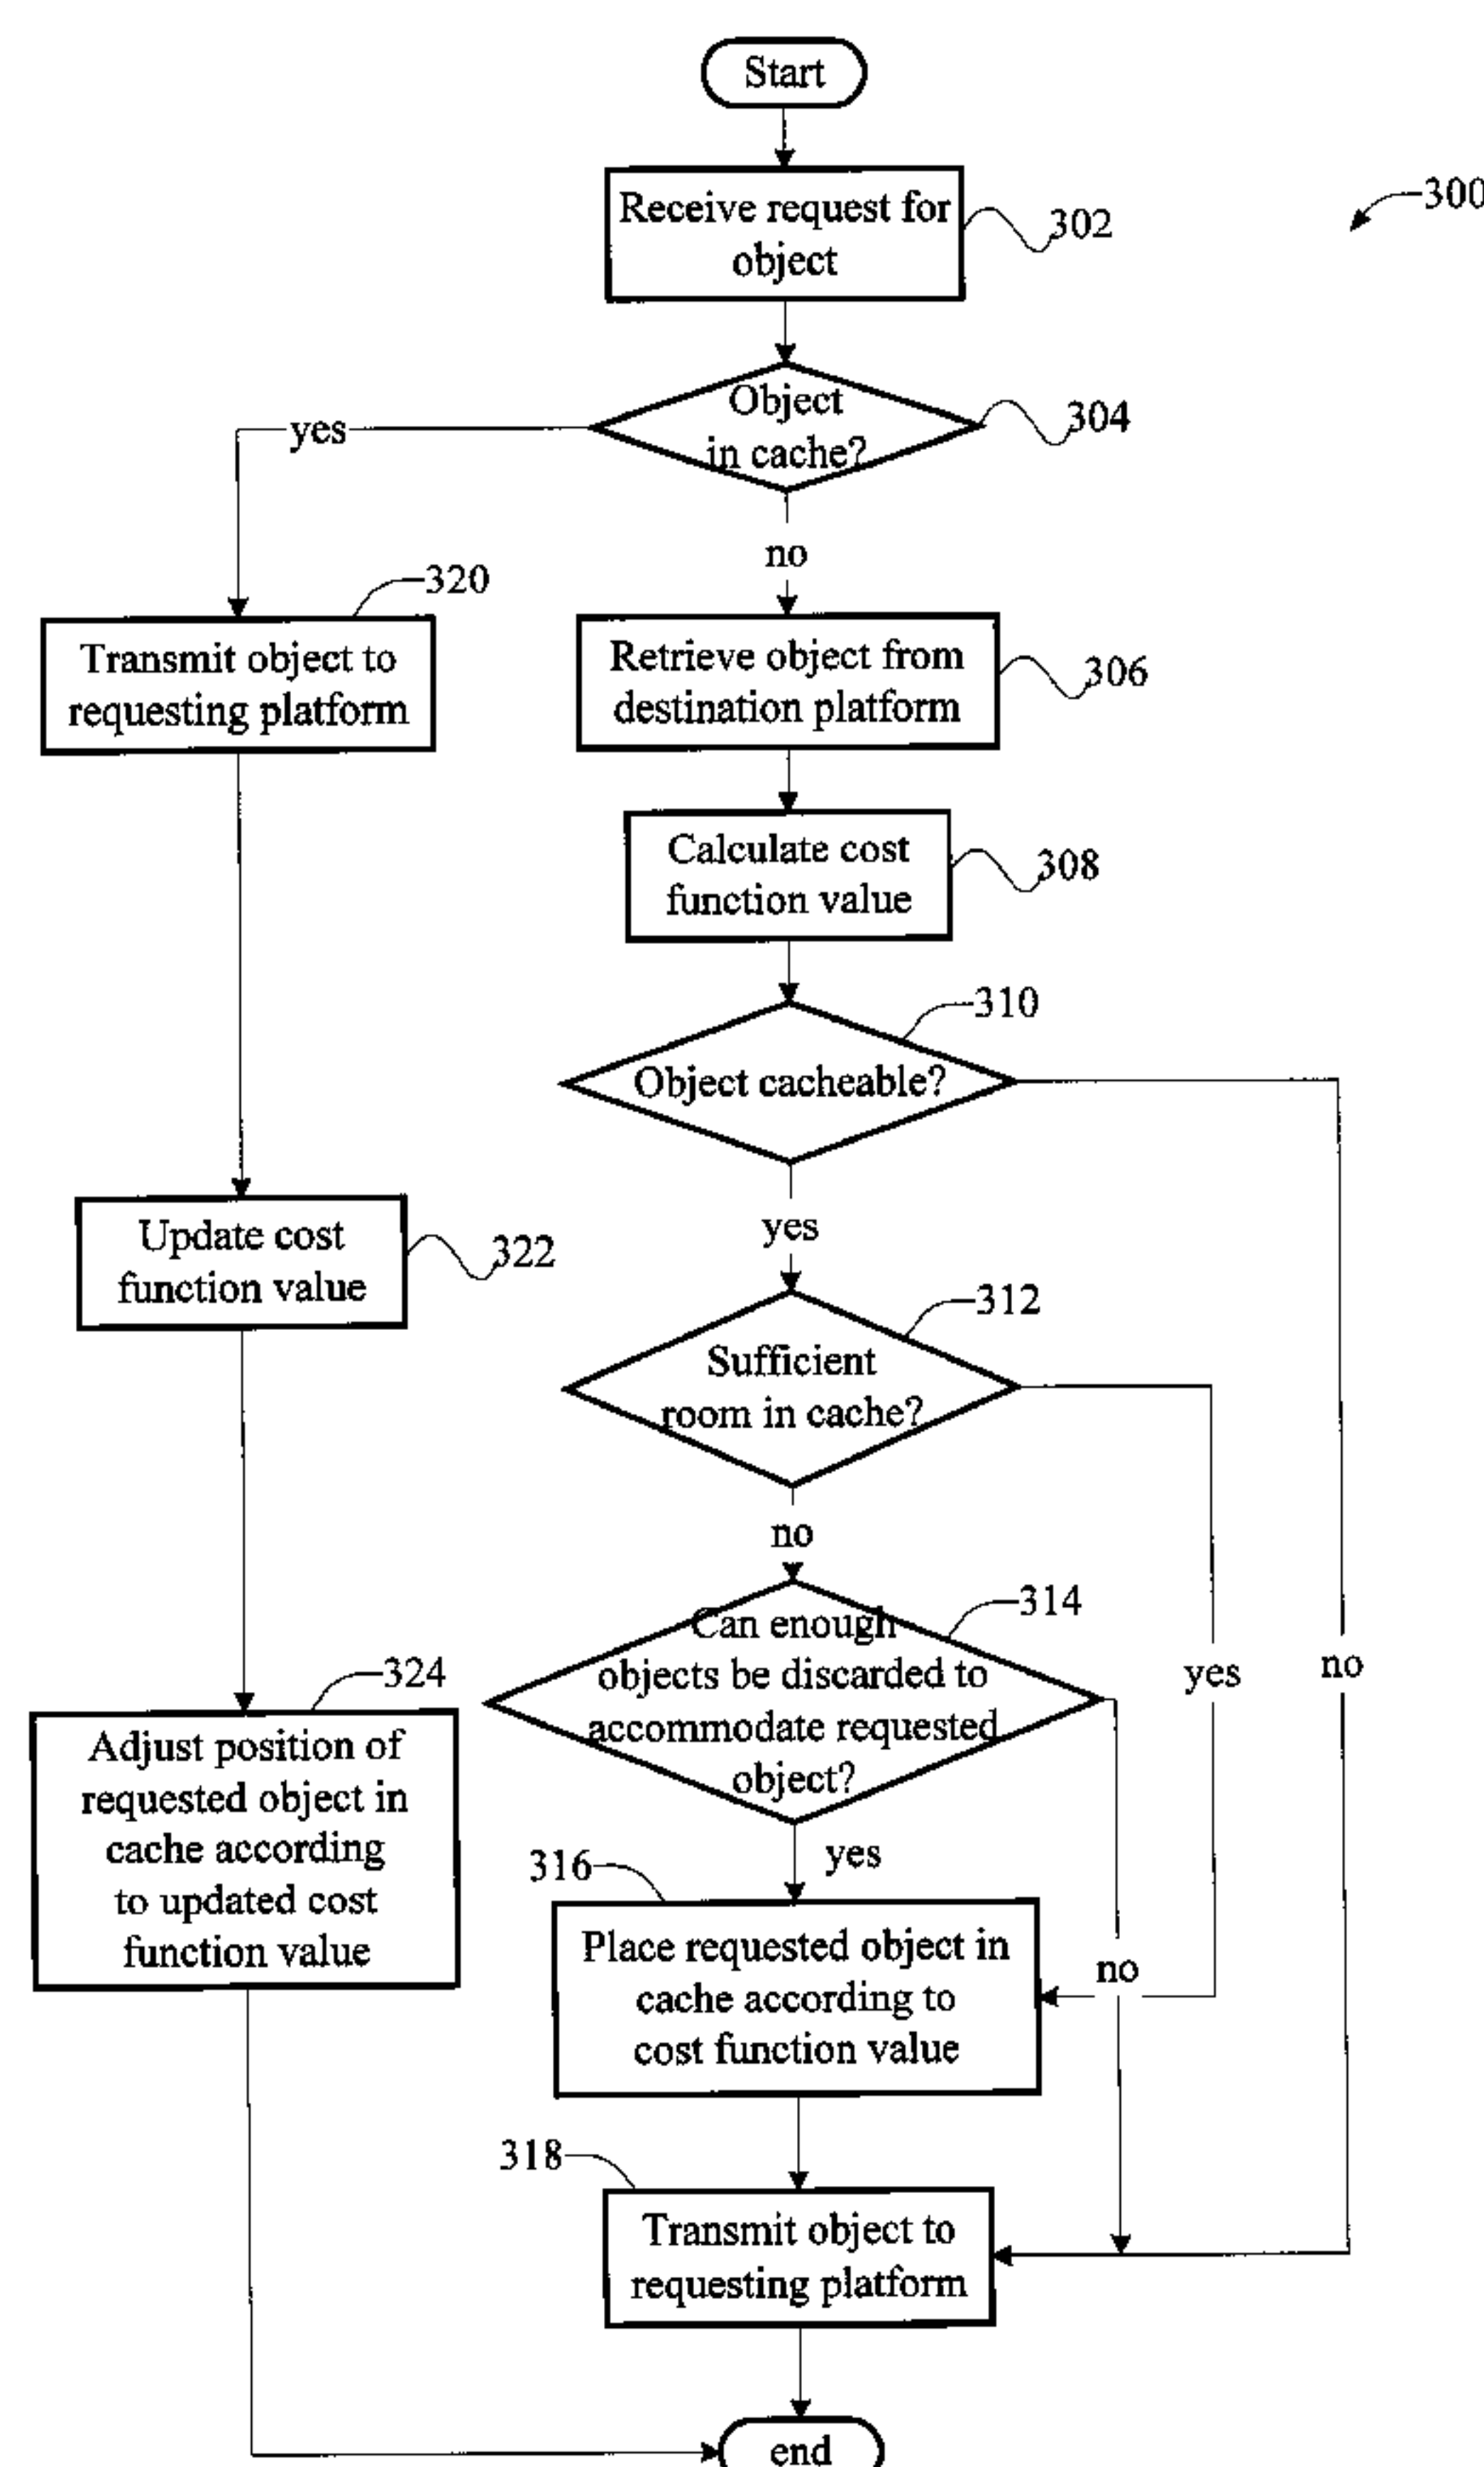 Start
300
Receive request for
object
302
Object
in cache?
304
yes
no
320
Transmit object to
requesting platform
Retrieve object from
destination platform
306
Calculate cost
function value
308
310
Object cacheable?
yes
Update cost
function value
322
312
Sufficient
room in cache?
no
314
Can enough
objects be discarded to
accommodate requested
object?
yes
no
324
Adjust position of
requested object in
cache according
to updated cost
function value
yes
316
Place requested object in
cache according to
cost function value
no
318
Transmit object to
requesting platform
end